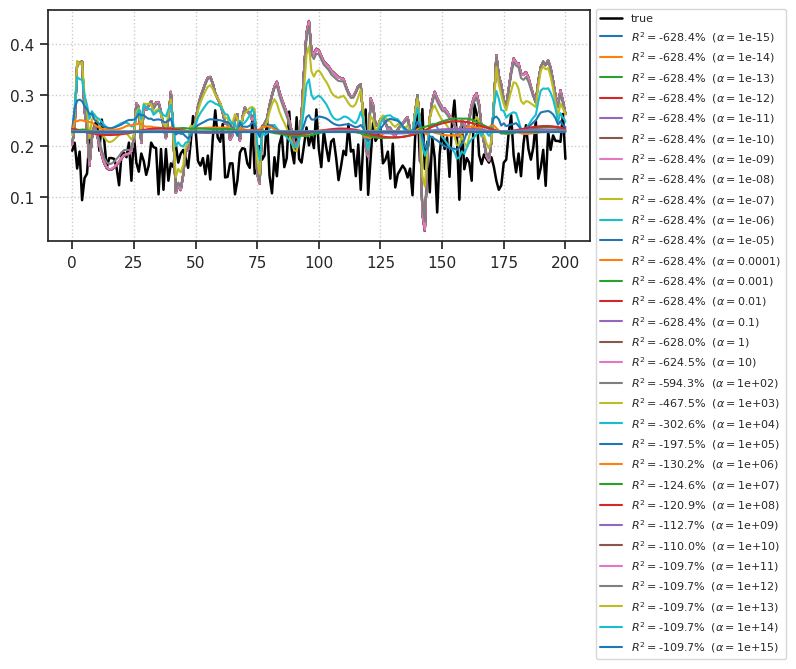 0.4
0.3
0.2
0.1
0 25 50 75 100 125 150 175 200
true
R² = -628.4% (α = 1e-15)
R² = -628.4% (α = 1e-14)
R² = -628.4% (α = 1e-13)
R² = -628.4% (α = 1e-12)
R² = -628.4% (α = 1e-11)
R² = -628.4% (α = 1e-10)
R² = -628.4% (α = 1e-09)
R² = -628.4% (α = 1e-08)
R² = -628.4% (α = 1e-07)
R² = -628.4% (α = 1e-06)
R² = -628.4% (α = 1e-05)
R² = -628.4% (α = 0.0001)
R² = -628.4% (α = 0.001)
R² = -628.4% (α = 0.01)
R² = -628.4% (α = 0.1)
R² = -628.0% (α = 1)
R² = -624.5% (α = 10)
R² = -594.3% (α = 1e+02)
R² = -467.5% (α = 1e+03)
R² = -302.6% (α = 1e+04)
R² = -197.5% (α = 1e+05)
R² = -130.2% (α = 1e+06)
R² = -124.6% (α = 1e+07)
R² = -120.9% (α = 1e+08)
R² = -112.7% (α = 1e+09)
R² = -110.0% (α = 1e+10)
R² = -109.7% (α = 1e+11)
R² = -109.7% (α = 1e+12)
R² = -109.7% (α = 1e+13)
R² = -109.7% (α = 1e+14)
R² = -109.7% (α = 1e+15)